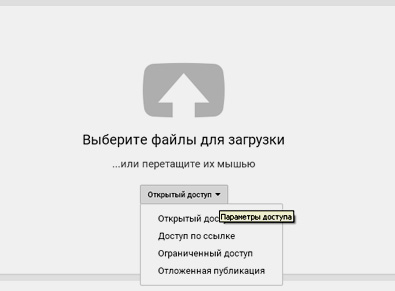 Выберите файлы для загрузки
...или перетащите их мышью
Открытый доступ
Открытый дос
Параметры доступа
Доступ по ссылке
Ограниченный доступ
Отложенная публикация